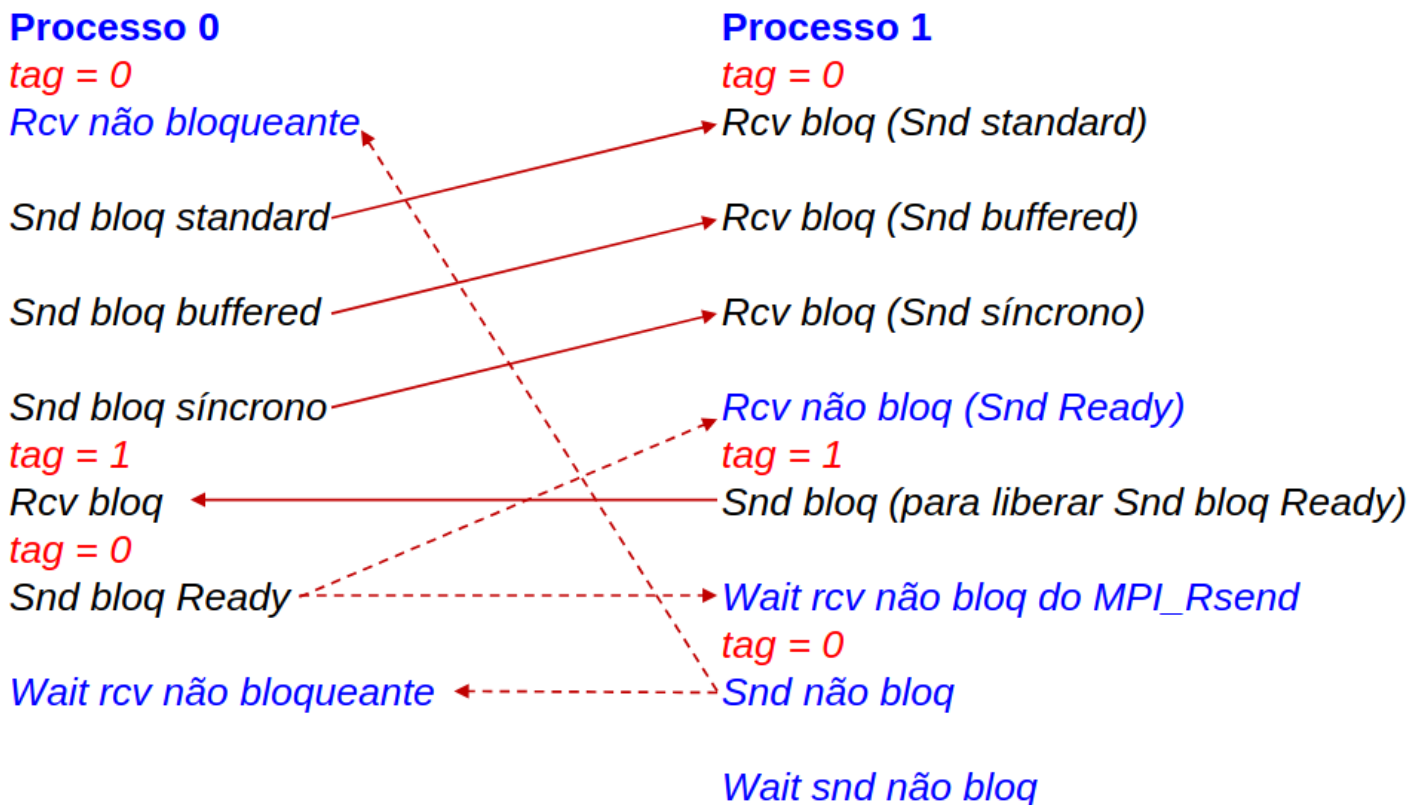 Processo 0
tag = 0
Rcv não bloqueante
Snd bloq standard
Snd bloq buffered
Snd bloq síncrono
tag = 1
Rcv bloq
tag = 0
Snd bloq Ready
Wait rcv não bloqueante
Processo 1
tag = 0
Rcv bloq (Snd standard)
Rcv bloq (Snd buffered)
Rcv bloq (Snd síncrono)
Rcv não bloq (Snd Ready)
tag = 1
Snd bloq (para liberar Snd bloq Ready)
Wait rcv não bloq do MPI_Rsend
tag = 0
Snd não bloq
Wait snd não bloq